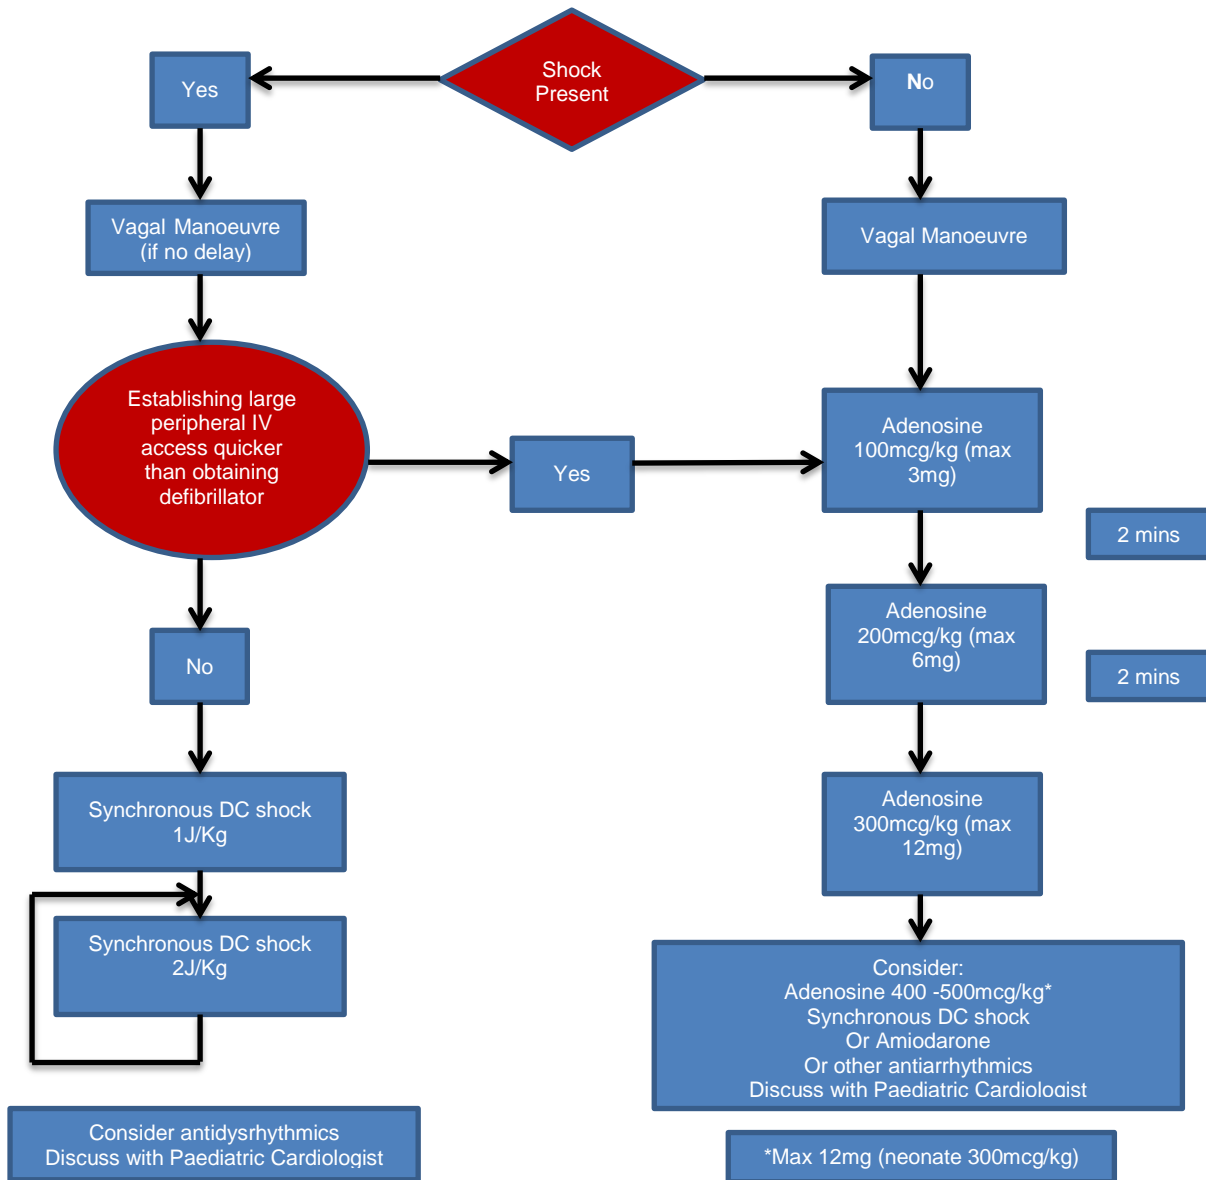 Shock
Present
Yes
No
Vagal Manoeuvre
(if no delay)
Vagal Manoeuvre
Establishing large
peripheral IV
access quicker
than obtaining
defibrillator
Yes
Adenosine
100mcg/kg (max
3mg)
2 mins
Adenosine
200mcg/kg (max
6mg)
2 mins
No
Synchronous DC shock
1J/Kg
Adenosine
300mcg/kg (max
12mg)
Synchronous DC shock
2J/Kg
Consider:
Adenosine 400 -500mcg/kg*
Synchronous DC shock
Or Amiodarone
Or other antiarrhythmics
Discuss with Paediatric Cardiologist
Consider antidysrhythmics
Discuss with Paediatric Cardiologist
*Max 12mg (neonate 300mcg/kg)